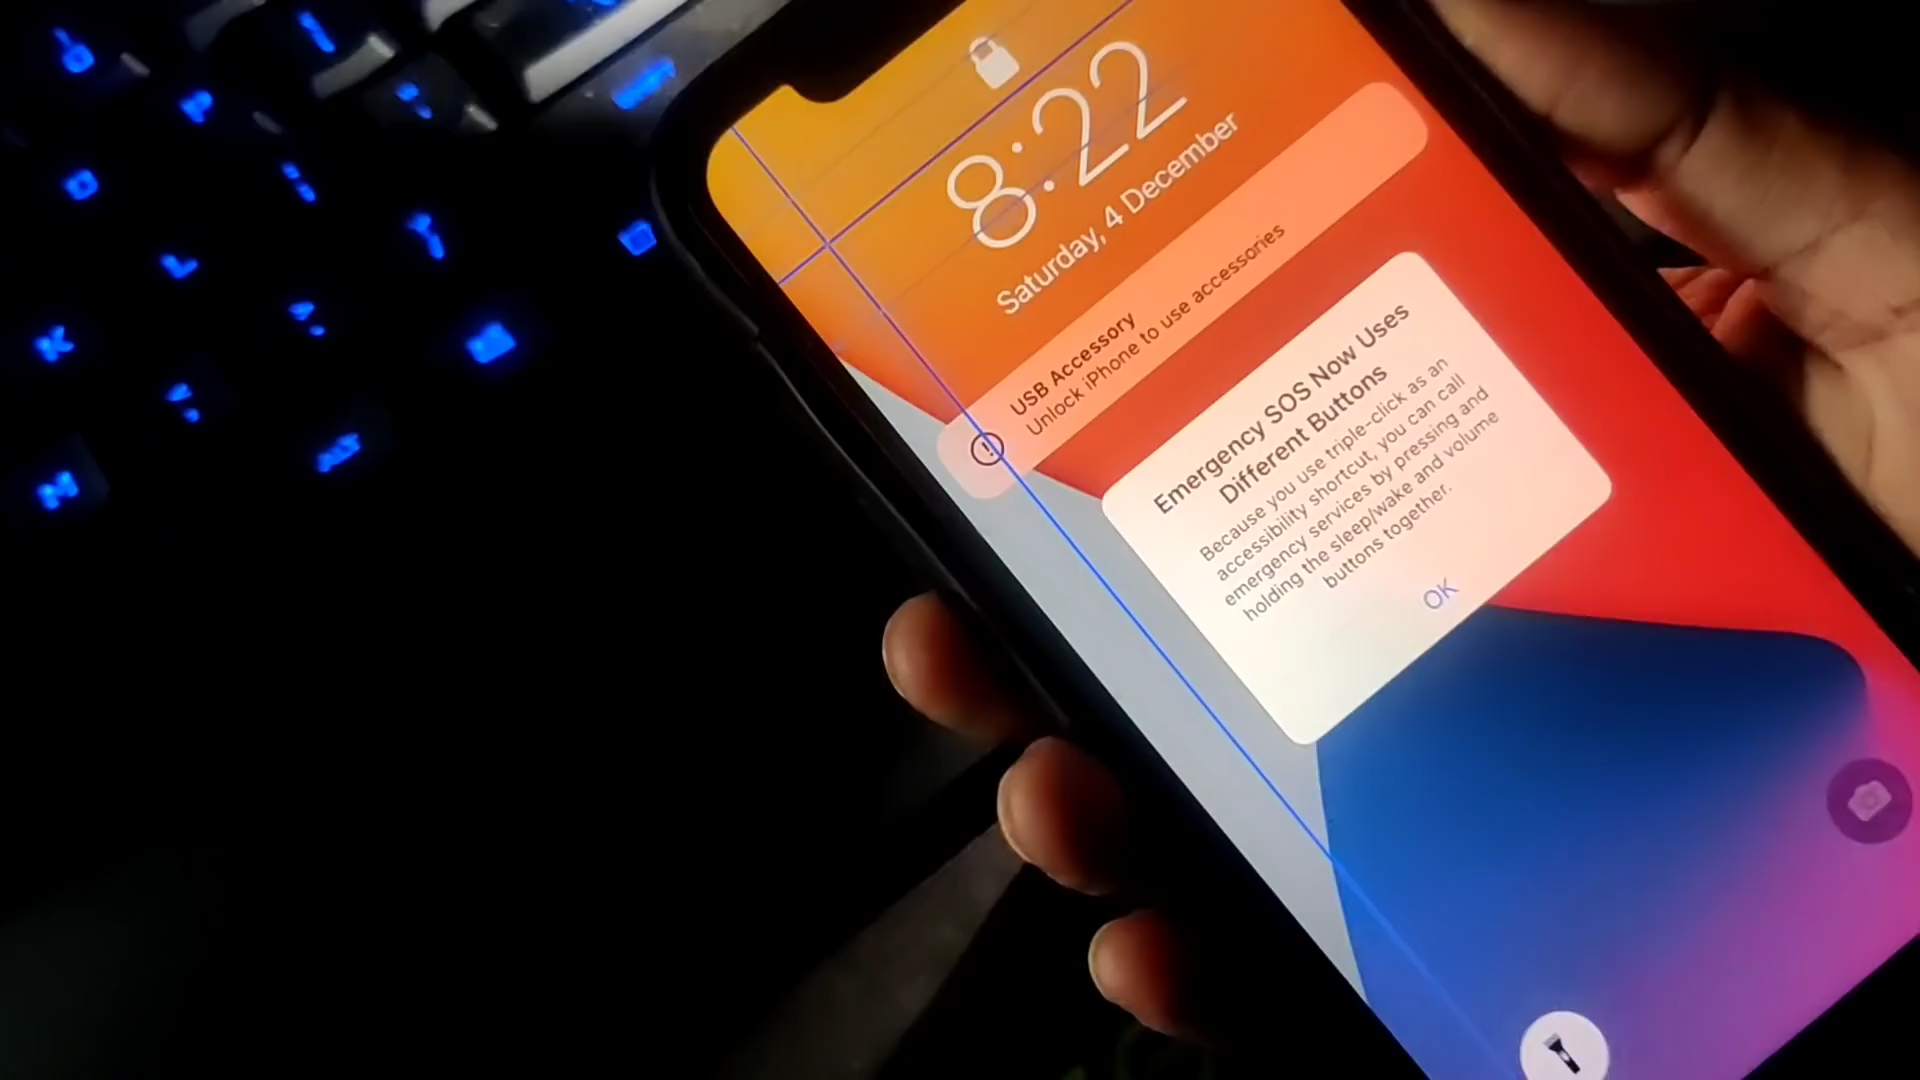 8:22
Saturday, 4 December
USB Accessory
Unlock iPhone to use accessories
Emergency SOS Now Uses
Different Buttons
Because you use triple-click as an
accessibility shortcut, you can call
emergency services by pressing and
holding the sleep/wake and volume
buttons together.
OK
P
O
L
K
M
ALT